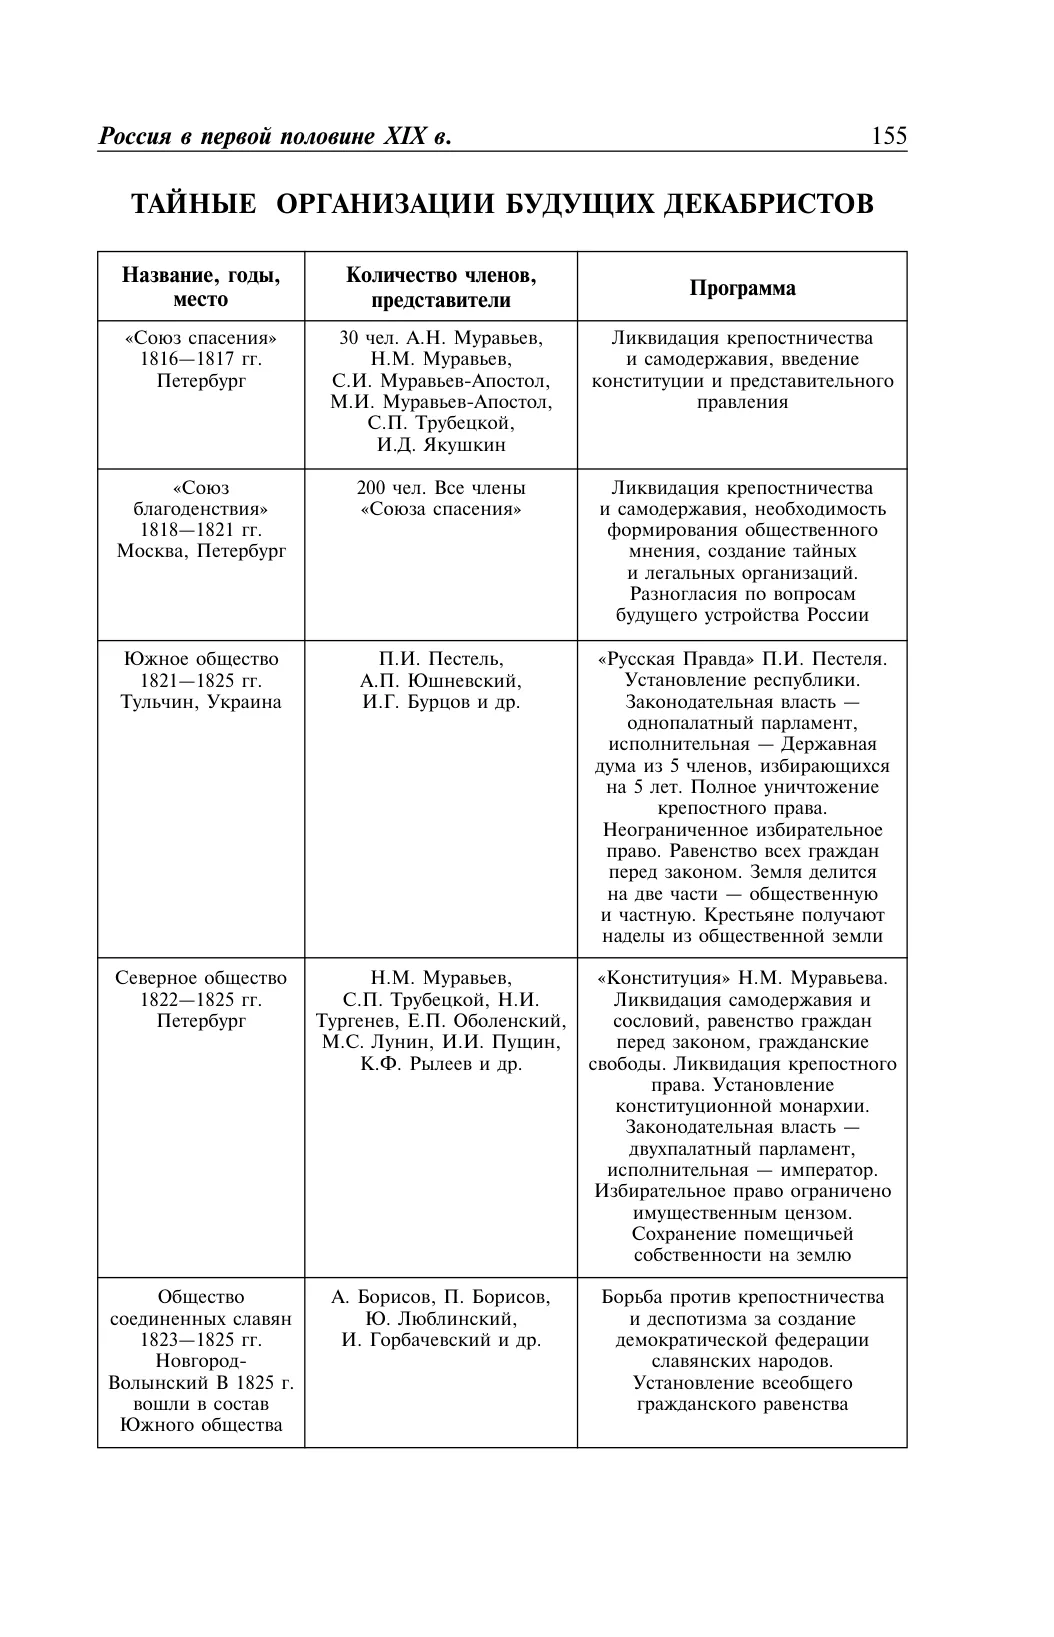 Россия в первой половине XIX в.
155
ТАЙНЫЕ ОРГАНИЗАЦИИ БУДУЩИХ ДЕКАБРИСТОВ
Название, годы,
место
Количество членов,
представители
Программа
«Союз спасения»
1816—1817 гг.
Петербург
30 чел. А.Н. Муравьев,
Н.М. Муравьев,
С.И. Муравьев-Апостол,
М.И. Муравьев-Апостол,
С.П. Трубецкой,
И.Д. Якушкин
Ликвидация крепостничества
и самодержавия, введение
конституции и представительного
правления
«Союз
благоденствия»
1818—1821 гг.
Москва, Петербург
200 чел. Все члены
«Союза спасения»
Ликвидация крепостничества
и самодержавия, необходимость
формирования общественного
мнения, создание тайных
и легальных организаций.
Разногласия по вопросам
будущего устройства России
Южное общество
1821—1825 гг.
Тульчин, Украина
П.И. Пестель,
А.П. Юшневский,
И.Г. Бурцов и др.
«Русская Правда» П.И. Пестеля.
Установление республики.
Законодательная власть —
однопалатный парламент,
исполнительная — Державная
дума из 5 членов, избирающихся
на 5 лет. Полное уничтожение
крепостного права.
Неограниченное избирательное
право. Равенство всех граждан
перед законом. Земля делится
на две части — общественную
и частную. Крестьяне получают
наделы из общественной земли
Северное общество
1822—1825 гг.
Петербург
Н.М. Муравьев,
С.П. Трубецкой, Н.И.
Тургенев, Е.П. Оболенский,
М.С. Лунин, И.И. Пущин,
К.Ф. Рылеев и др.
«Конституция» Н.М. Муравьева.
Ликвидация самодержавия и
сословий, равенство граждан
перед законом, гражданские
свободы. Ликвидация крепостного
права. Установление
конституционной монархии.
Законодательная власть —
двухпалатный парламент,
исполнительная — император.
Избирательное право ограничено
имущественным цензом.
Сохранение помещичьей
собственности на землю
Общество
соединенных славян
1823—1825 гг.
Новгород-
Волынский В 1825 г.
вошли в состав
Южного общества
А. Борисов, П. Борисов,
Ю. Люблинский,
И. Горбачевский и др.
Борьба против крепостничества
и деспотизма за создание
демократической федерации
славянских народов.
Установление всеобщего
гражданского равенства